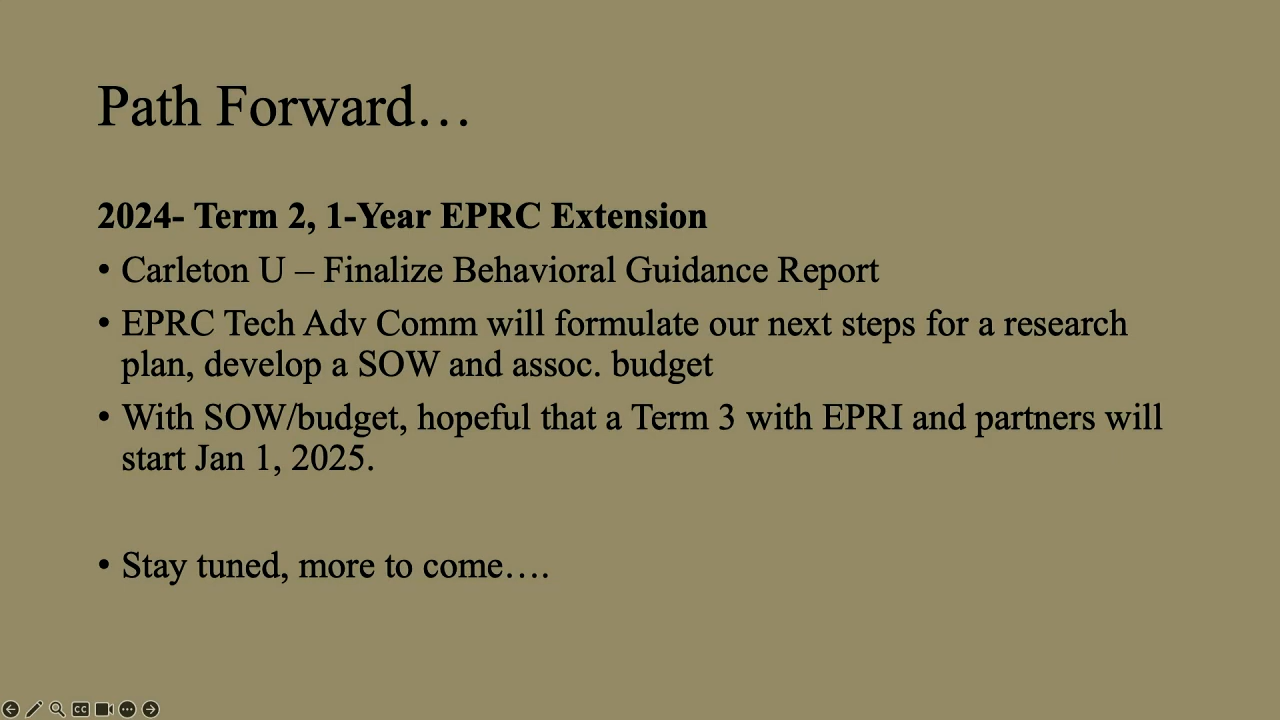 Path Forward…
2024- Term 2, 1-Year EPRC Extension
• Carleton U – Finalize Behavioral Guidance Report
• EPRC Tech Adv Comm will formulate our next steps for a research
plan, develop a SOW and assoc. budget
• With SOW/budget, hopeful that a Term 3 with EPRI and partners will
start Jan 1, 2025.
• Stay tuned, more to come….
CC